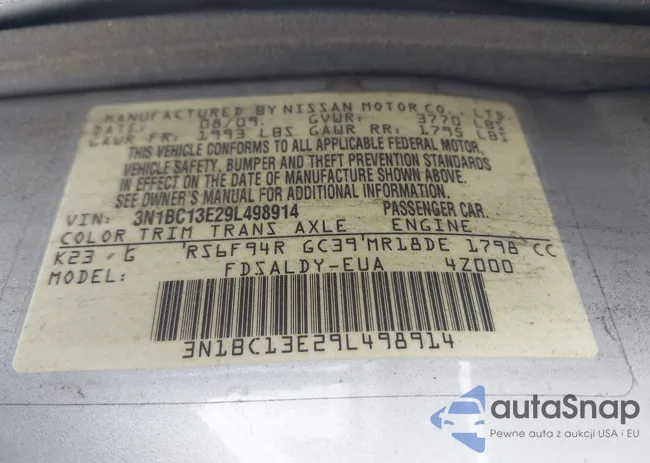 MANUFACTURED BY NISSAN MOTOR CO., LTD.
DATE: 08/09 GVWR: 3770 LBS
GAWR FR: 1993 LBS GAWR RR: 1795 LBS
THIS VEHICLE CONFORMS TO ALL APPLICABLE FEDERAL MOTOR
VEHICLE SAFETY, BUMPER AND THEFT PREVENTION STANDARDS
IN EFFECT ON THE DATE OF MANUFACTURE SHOWN ABOVE.
SEE OWNER'S MANUAL FOR ADDITIONAL INFORMATION.
VIN: 3N1BC13E29L498914 PASSENGER CAR
COLOR TRIM TRANS AXLE ENGINE
K23 G RS6F94R GC39 MR18DE 1798 CC
FDSALDY-EUA 4Z000
3N1BC13E29L498914
autoSnap
Pewne auta z aukcji USA i EU